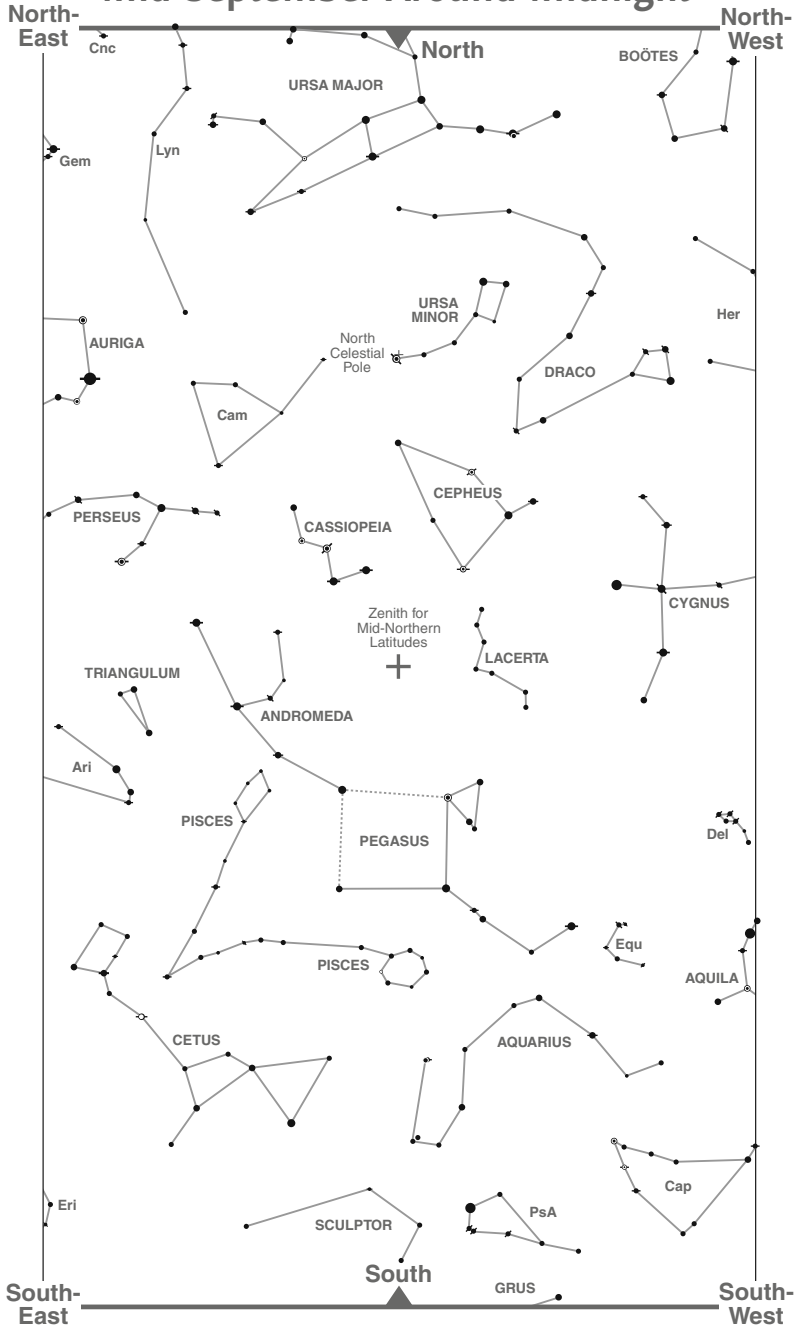 Mid-September Around Midnight
North-
East
North
North-
West
Cnc
URSA MAJOR
BOÖTES
Gem
Lyn
URSA
MINOR
Her
AURIGA
North
Celestial
Pole
DRACO
Cam
CEPHEUS
PERSEUS
CASSIOPEIA
CYGNUS
Zenith for
Mid-Northern
Latitudes
LACERTA
TRIANGULUM
ANDROMEDA
Ari
PISCES
PEGASUS
Del
Equ
PISCES
AQUILA
CETUS
AQUARIUS
Cap
Eri
SCULPTOR
PsA
South
GRUS
South-
East
South-
West